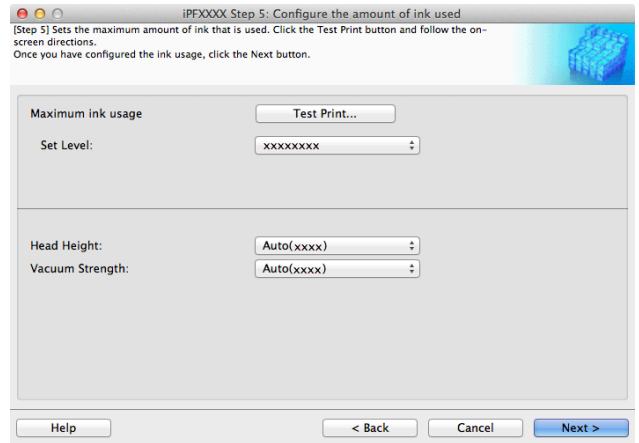 iPFXXXX Step 5: Configure the amount of ink used
[Step 5] Sets the maximum amount of ink that is used. Click the Test Print button and follow the on-
screen directions.
Once you have configured the ink usage, click the Next button.
Maximum ink usage Test Print...
Set Level: xxxxxxxx
Head Height: Auto(xxxx)
Vacuum Strength: Auto(xxxx)
Help < Back Cancel Next >